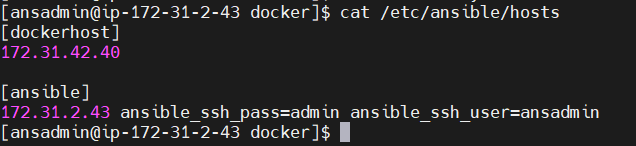 [ansadmin@ip-172-31-2-43 docker]$ cat /etc/ansible/hosts
[dockerhost]
172.31.42.40
[ansible]
172.31.2.43 ansible_ssh_pass=admin ansible_ssh_user=ansadmin
[ansadmin@ip-172-31-2-43 docker]$